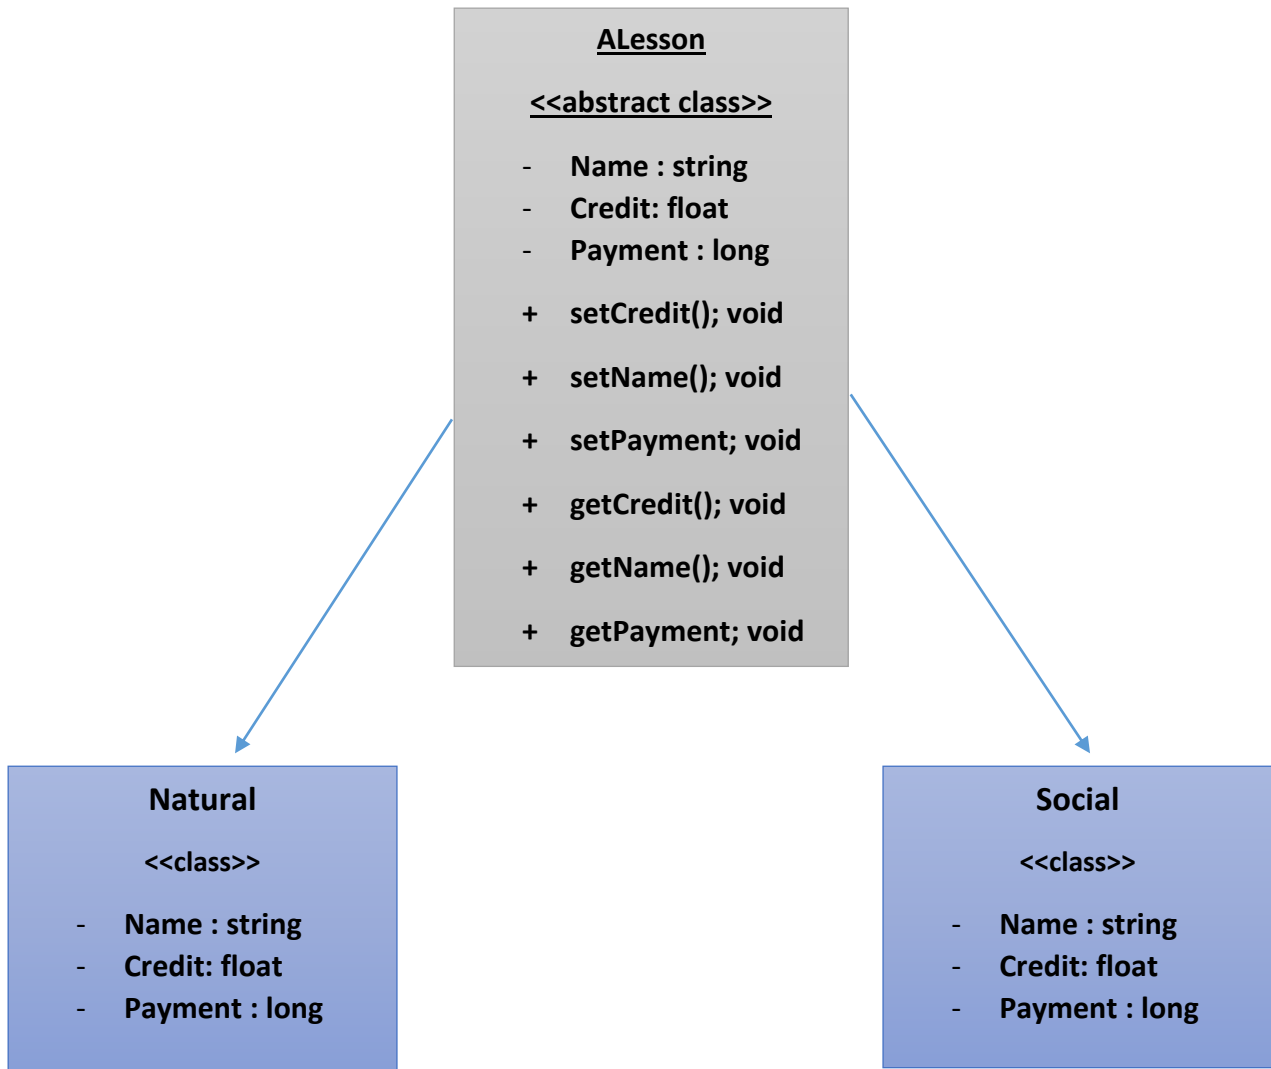 ALesson
<<abstract class>>
- Name : string
- Credit: float
- Payment : long
+ setCredit(); void
+ setName(); void
+ setPayment; void
+ getCredit(); void
+ getName(); void
+ getPayment; void
Natural
<<class>>
- Name : string
- Credit: float
- Payment : long
Social
<<class>>
- Name : string
- Credit: float
- Payment : long